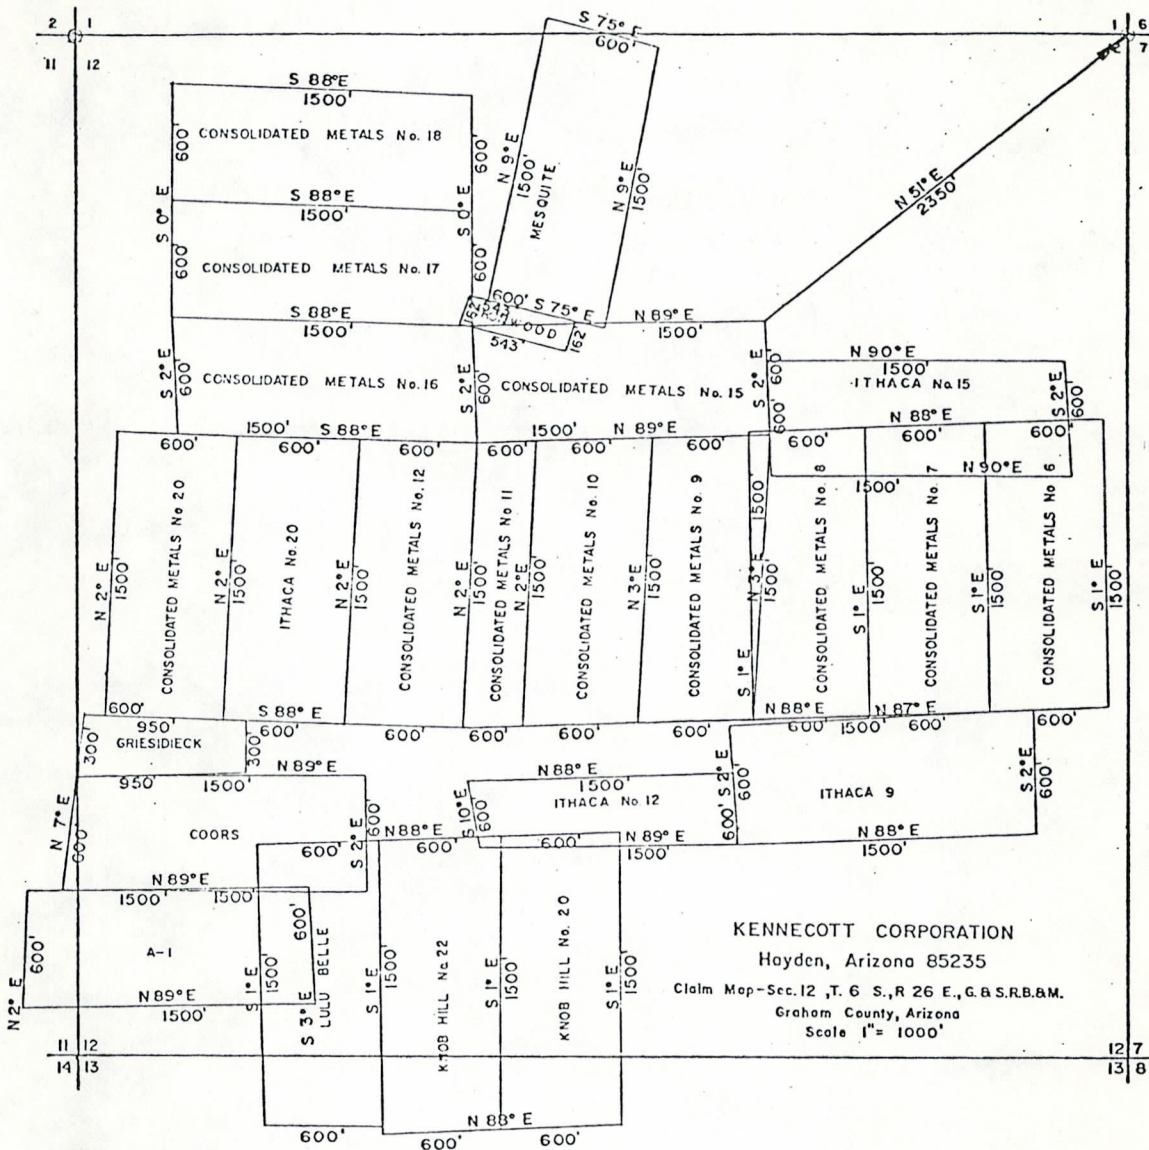 2 1
11 12
1 6
12 7
S 75° E
600'
S 88°E
1500'
CONSOLIDATED METALS No. 18
600'
600'
N 9° E
1500'
MESQUITE
N 9° E
1500'
N 51° E
2350'
S 0° E
S 88° E
1500'
S 0° E
600'
CONSOLIDATED METALS No. 17
600'
S 88° E
1500'
162'
543'
600' S 75° E
543'
162'
N 89° E
1500'
S 2° E
600'
CONSOLIDATED METALS No. 16
S 2° E
600'
CONSOLIDATED METALS No. 15
S 2° E
600'
N 90° E
1500'
ITHACA No. 15
S 2° E
600'
N 88° E
600'
600'
600'
N 90° E
1500'
600'
1500'
S 88° E
600'
600'
1500'
600'
N 89° E
600'
N 2° E
1500'
CONSOLIDATED METALS No 20
N 2° E
1500'
ITHACA No. 20
N 2° E
1500'
CONSOLIDATED METALS No. 12
N 2° E
1500'
CONSOLIDATED METALS No 11
N 2° E
1500'
CONSOLIDATED METALS No. 10
N 3° E
1500'
CONSOLIDATED METALS No. 9
S 1° E
1500'
N 3° E
1500'
CONSOLIDATED METALS No. 8
S 1° E
1500'
CONSOLIDATED METALS No. 7
S 1° E
1500'
CONSOLIDATED METALS No 6
S 1° E
1500'
600'
950'
S 88° E
600'
600'
600'
600'
600'
N 88° E
600'
1500'
N 87° E
600'
600'
300'
GRIESIDIECK
300'
950'
1500'
N 89° E
N 7° E
600'
COORS
S 2° E
600'
S 10° E
600'
N 88° E
1500'
ITHACA No. 12
600' S 2° E
600'
ITHACA 9
S 2° E
600'
N 88° E
1500'
600'
N 88° E
600'
600'
N 89° E
1500'
N 89° E
1500'
1500'
600'
A-1
N 2° E
N 89° E
1500'
S 1° E
1500'
600'
S 3° E
LULU BELLE
S 1° E
1500'
KNOB HILL No. 22
S 1° E
1500'
KNOB HILL No. 20
S 1° E
1500'
600'
600'
N 88° E
600'
KENNECOTT CORPORATION
Hayden, Arizona 85235
Claim Map-Sec. 12 ,T. 6 S.,R 26 E., G. & S.R.B.&M.
Graham County, Arizona
Scale 1" = 1000'
11 12
14 13
12 7
13 8